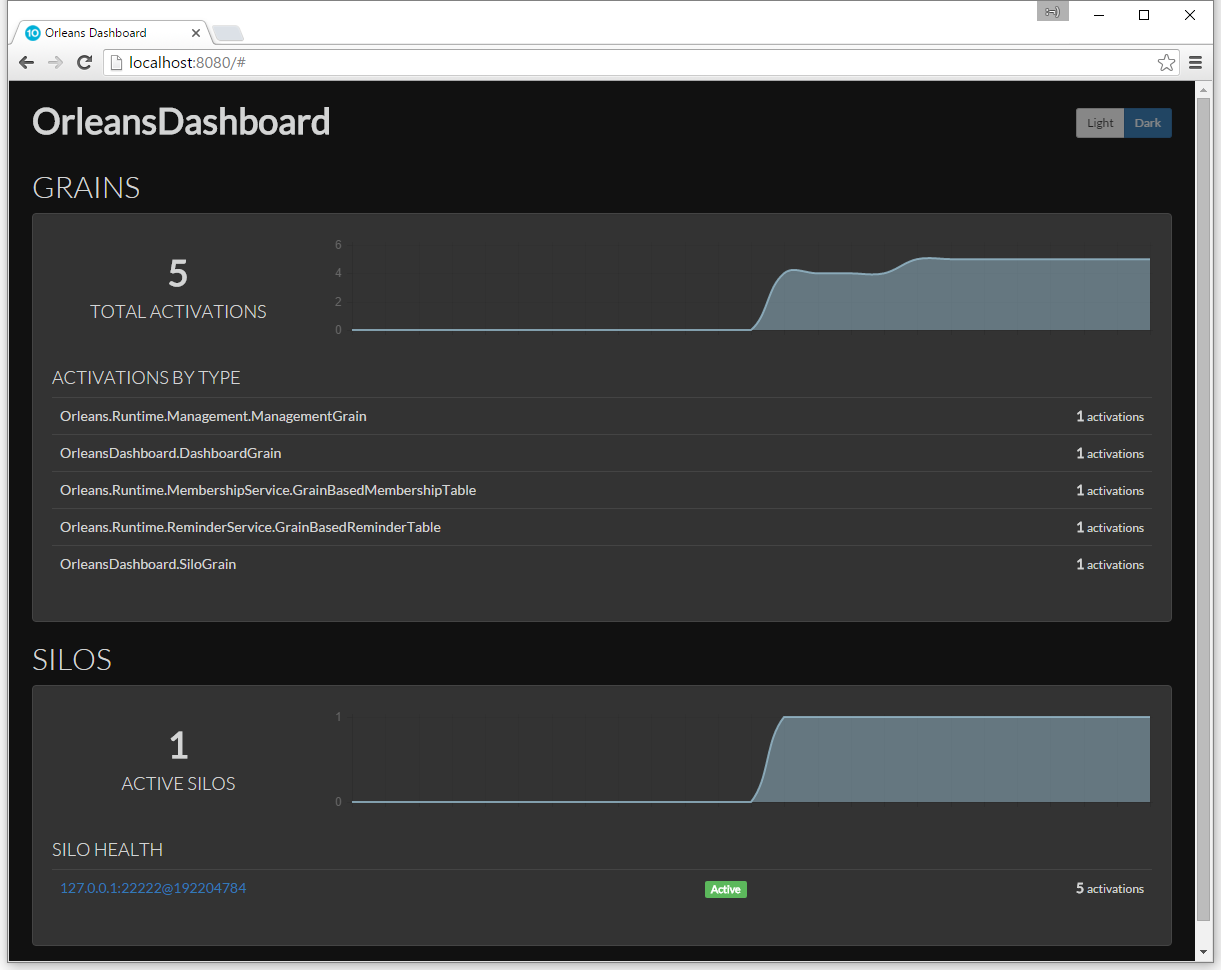 :=)
10 Orleans Dashboard
localhost:8080/#
OrleansDashboard
Light Dark
GRAINS
5
TOTAL ACTIVATIONS
6
4
2
0
ACTIVATIONS BY TYPE
Orleans.Runtime.Management.ManagementGrain 1 activations
OrleansDashboard.DashboardGrain 1 activations
Orleans.Runtime.MembershipService.GrainBasedMembershipTable 1 activations
Orleans.Runtime.ReminderService.GrainBasedReminderTable 1 activations
OrleansDashboard.SiloGrain 1 activations
SILOS
1
ACTIVE SILOS
1
0
SILO HEALTH
127.0.0.1:22222@192204784 Active 5 activations